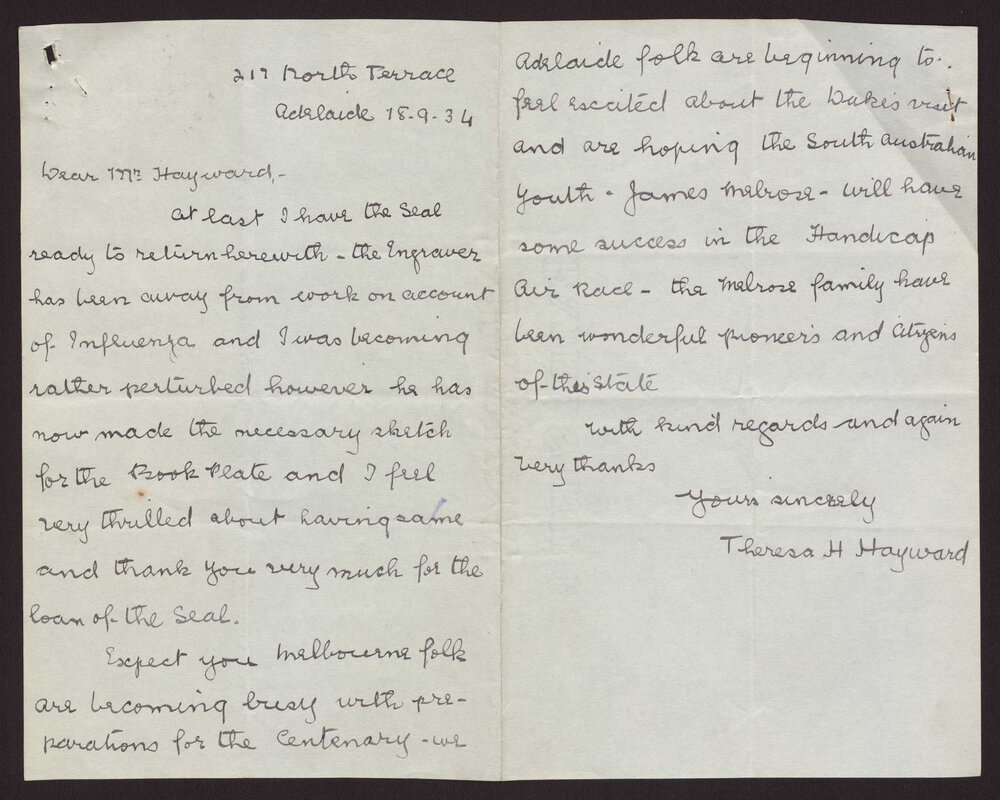 217 North Terrace
Adelaide 18-9-34
Dear Mr Hayward,-
At last I have the Seal
ready to return herewith - the Engraver
has been away from work on account
of Influenza and I was becoming
rather perturbed however he has
now made the necessary sketch
for the Book Plate and I feel
very thrilled about having same
and thank you very much for the
loan of the Seal.
Expect you Melbourne folk
are becoming busy with pre-
parations for the Centenary - we
Adelaide folk are beginning to
feel excited about the Dukes visit
and are hoping the South Australian
Youth - James Melrose - will have
some success in the Handicap
Air Race - the Melrose family have
been wonderful pioneers and Citizens
of this State
With kind regards and again
Very thanks
Yours sincerely
Theresa H Hayward